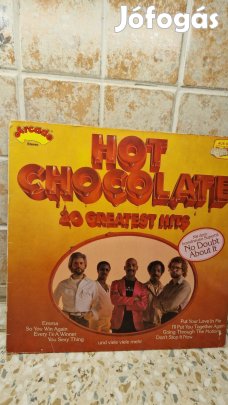 Jófogás
Arcade
HOT
CHOCOLATE
20 GREATEST HITS
No Doubt
About It
Emma
So You Win Again
Every 1's A Winner
You Sexy Thing
Put Your Love In Me
I'll Put You Together Again
Going Through The Motions
Don't Stop It Now
und viele viele mehr